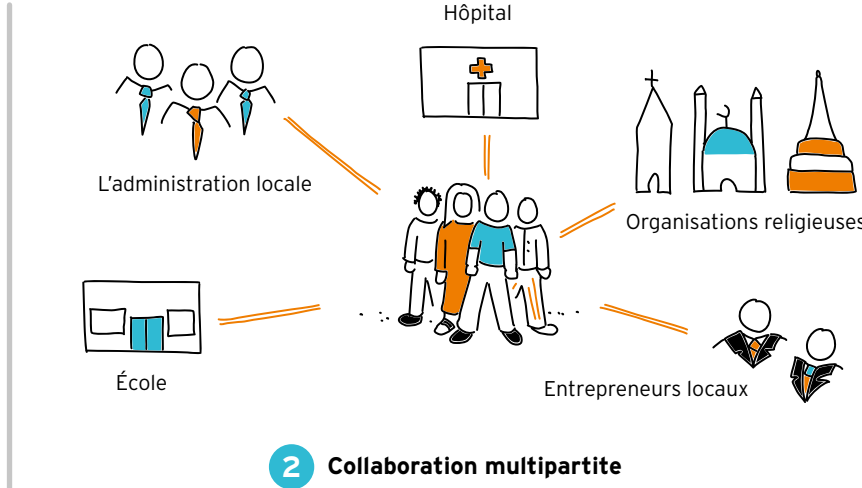 Hôpital
L'administration locale
Organisations religieuses
École
Entrepreneurs locaux
2 Collaboration multipartite